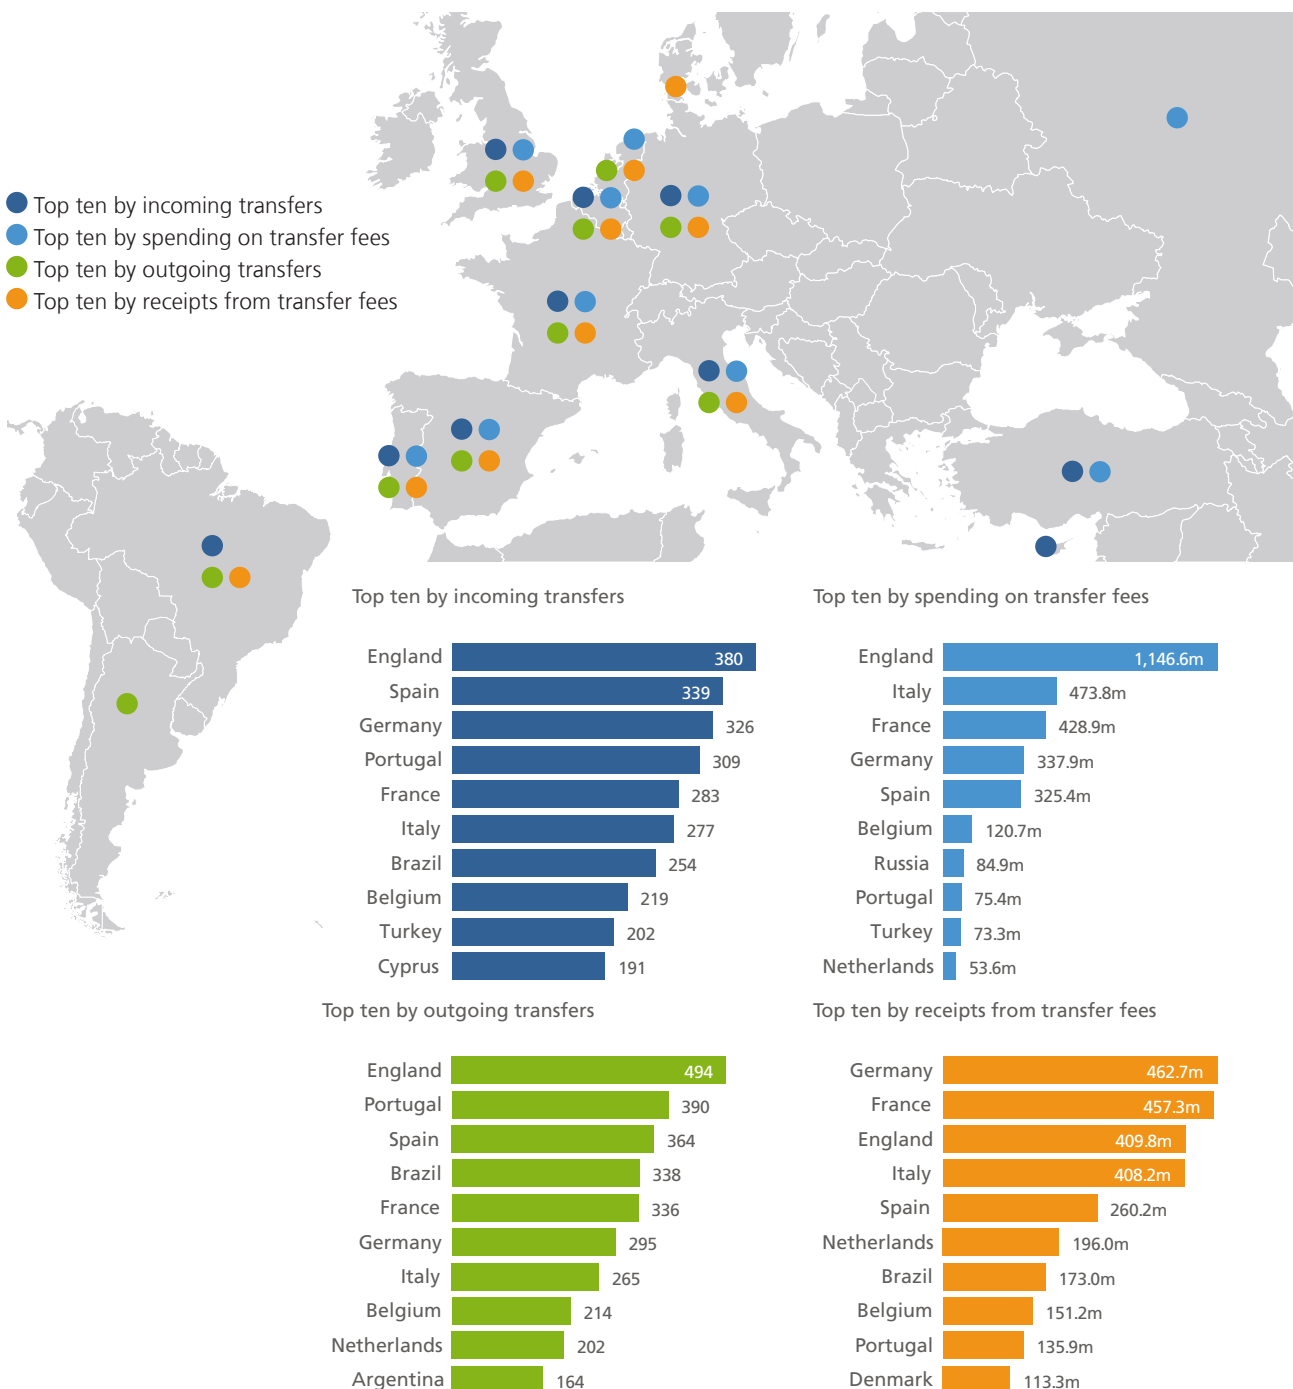 Top ten by incoming transfers
Top ten by spending on transfer fees
Top ten by outgoing transfers
Top ten by receipts from transfer fees
Top ten by incoming transfers
England 380
Spain 339
Germany 326
Portugal 309
France 283
Italy 277
Brazil 254
Belgium 219
Turkey 202
Cyprus 191
Top ten by spending on transfer fees
England 1,146.6m
Italy 473.8m
France 428.9m
Germany 337.9m
Spain 325.4m
Belgium 120.7m
Russia 84.9m
Portugal 75.4m
Turkey 73.3m
Netherlands 53.6m
Top ten by outgoing transfers
England 494
Portugal 390
Spain 364
Brazil 338
France 336
Germany 295
Italy 265
Belgium 214
Netherlands 202
Argentina 164
Top ten by receipts from transfer fees
Germany 462.7m
France 457.3m
England 409.8m
Italy 408.2m
Spain 260.2m
Netherlands 196.0m
Brazil 173.0m
Belgium 151.2m
Portugal 135.9m
Denmark 113.3m